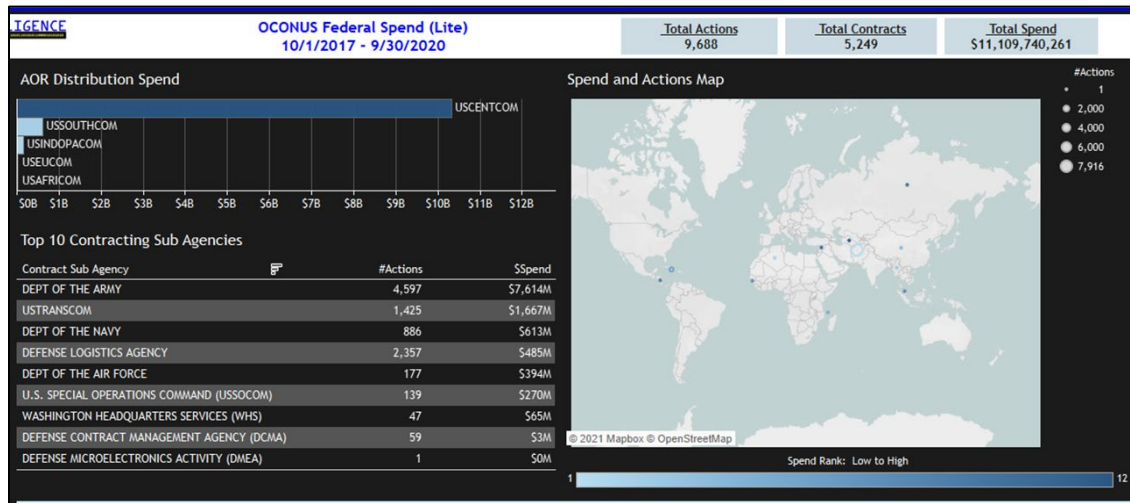 IGENCE
OCONUS Federal Spend (Lite)
10/1/2017 - 9/30/2020
Total Actions
9,688
Total Contracts
5,249
Total Spend
$11,109,740,261
AOR Distribution Spend
USCENTCOM
USSOUTHCOM
USINDOPACOM
USEUCOM
USAFRICOM
$0B $1B $2B $3B $4B $5B $6B $7B $8B $9B $10B $11B $12B
Top 10 Contracting Sub Agencies
Contract Sub Agency #Actions $Spend
DEPT OF THE ARMY 4,597 $7,614M
USTRANSCOM 1,425 $1,667M
DEPT OF THE NAVY 886 $613M
DEFENSE LOGISTICS AGENCY 2,357 $485M
DEPT OF THE AIR FORCE 177 $394M
U.S. SPECIAL OPERATIONS COMMAND (USSOCOM) 139 $270M
WASHINGTON HEADQUARTERS SERVICES (WHS) 47 $65M
DEFENSE CONTRACT MANAGEMENT AGENCY (DCMA) 59 $3M
DEFENSE MICROELECTRONICS ACTIVITY (DMEA) 1 $0M
Spend and Actions Map
#Actions
1
2,000
4,000
6,000
7,916
© 2021 Mapbox © OpenStreetMap
Spend Rank: Low to High
1 12